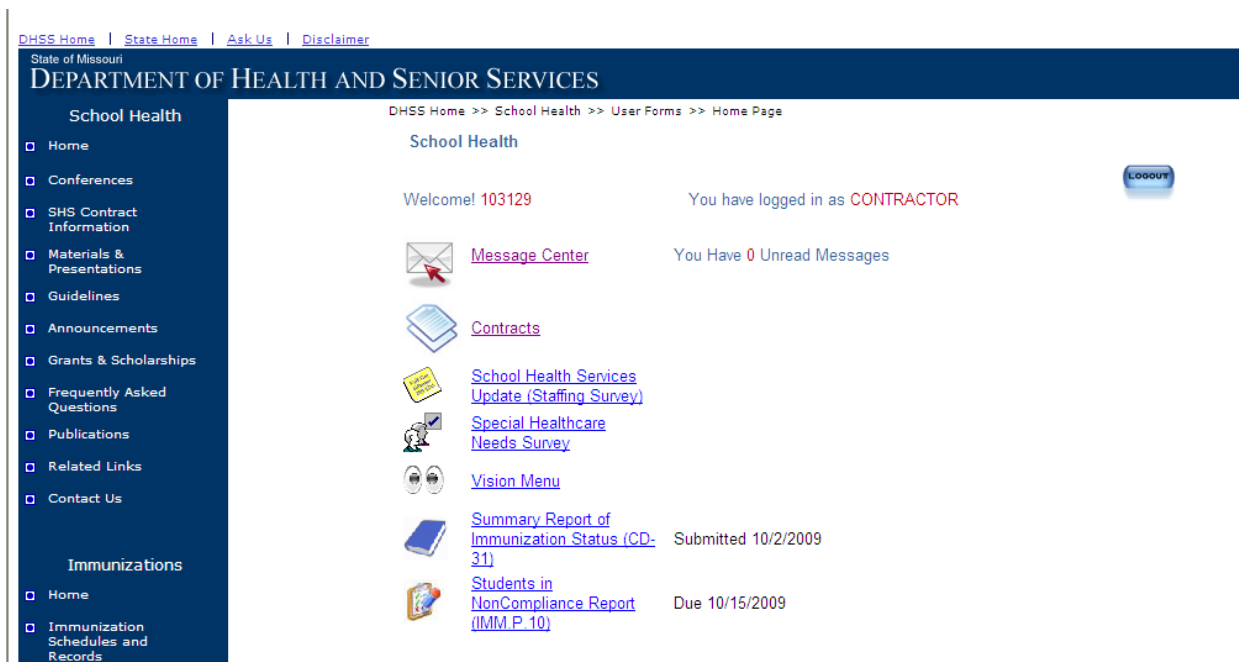 DHSS Home | State Home | Ask Us | Disclaimer
State of Missouri
DEPARTMENT OF HEALTH AND SENIOR SERVICES
School Health
Home
Conferences
SHS Contract
Information
Materials &
Presentations
Guidelines
Announcements
Grants & Scholarships
Frequently Asked
Questions
Publications
Related Links
Contact Us
Immunizations
Home
Immunization
Schedules and
Records
DHSS Home >> School Health >> User Forms >> Home Page
School Health
LOGOUT
Welcome! 103129 You have logged in as CONTRACTOR
Message Center You Have 0 Unread Messages
Contracts
School Health Services
Update (Staffing Survey)
Special Healthcare
Needs Survey
Vision Menu
Summary Report of
Immunization Status (CD- Submitted 10/2/2009
31)
Students in
NonCompliance Report Due 10/15/2009
(IMM.P.10)